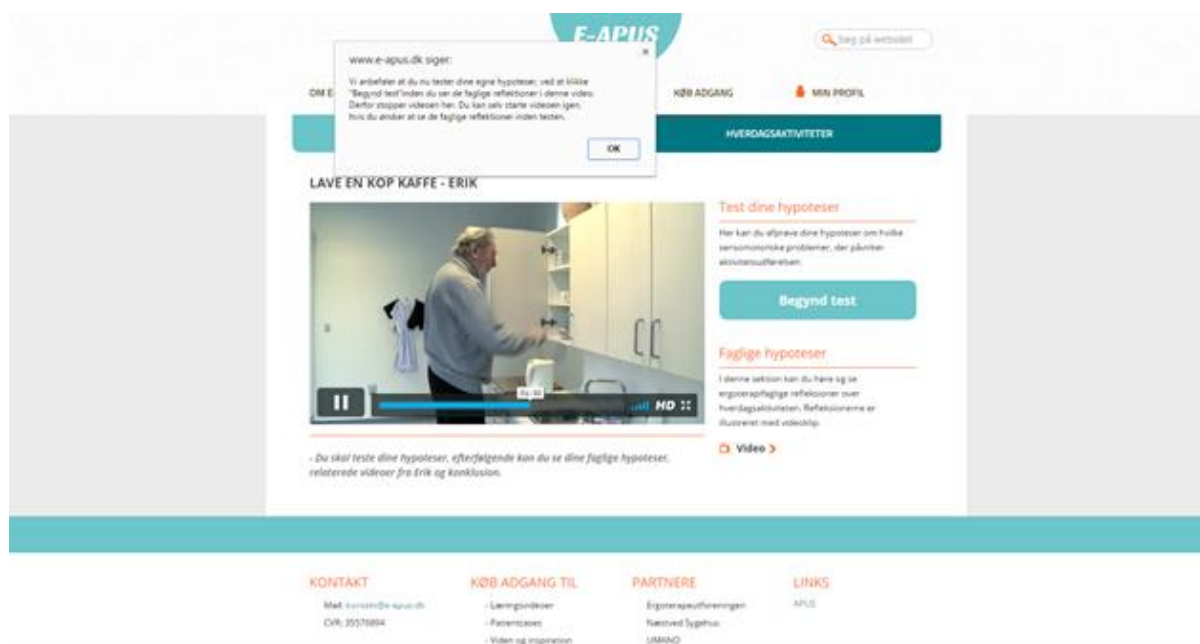 E-APUS
Søg på websitet
www.e-apus.dk siger:
Vi anbefaler at du nu tester dine egne hypoteser, ved at klikke
"Begynd test"inden du ser de faglige reflektioner i denne video.
Derfor stopper videoen her. Du kan selv starte videoen igen,
hvis du ønsker at se de faglige reflektioner inden testen.
OK
OM E
KØB ADGANG
MIN PROFIL
HVERDAGSAKTIVITETER
LAVE EN KOP KAFFE - ERIK
HD
Test dine hypoteser
Her kan du afprøve dine hypoteser om hvilke
sensomotoriske problemer, der påvirker
aktivitetsudførelsen.
Begynd test
Faglige hypoteser
I denne sektion kan du høre og se
ergoterapifaglige refleksioner over
hverdagsaktiviteten. Refleksionerne er
illustreret med videoklip.
Video
- Du skal teste dine hypoteser, efterfølgende kan du se dine faglige hypoteser,
relaterede videoer fra Erik og konklusion.
KONTAKT
Mail: kontakt@e-apus.dk
CVR: 35576894
KØB ADGANG TIL
- Læringsvideoer
- Patientcases
- Viden og inspiration
PARTNERE
Ergoterapeutforeningen
Næstved Sygehus
UMANO
LINKS
APUS